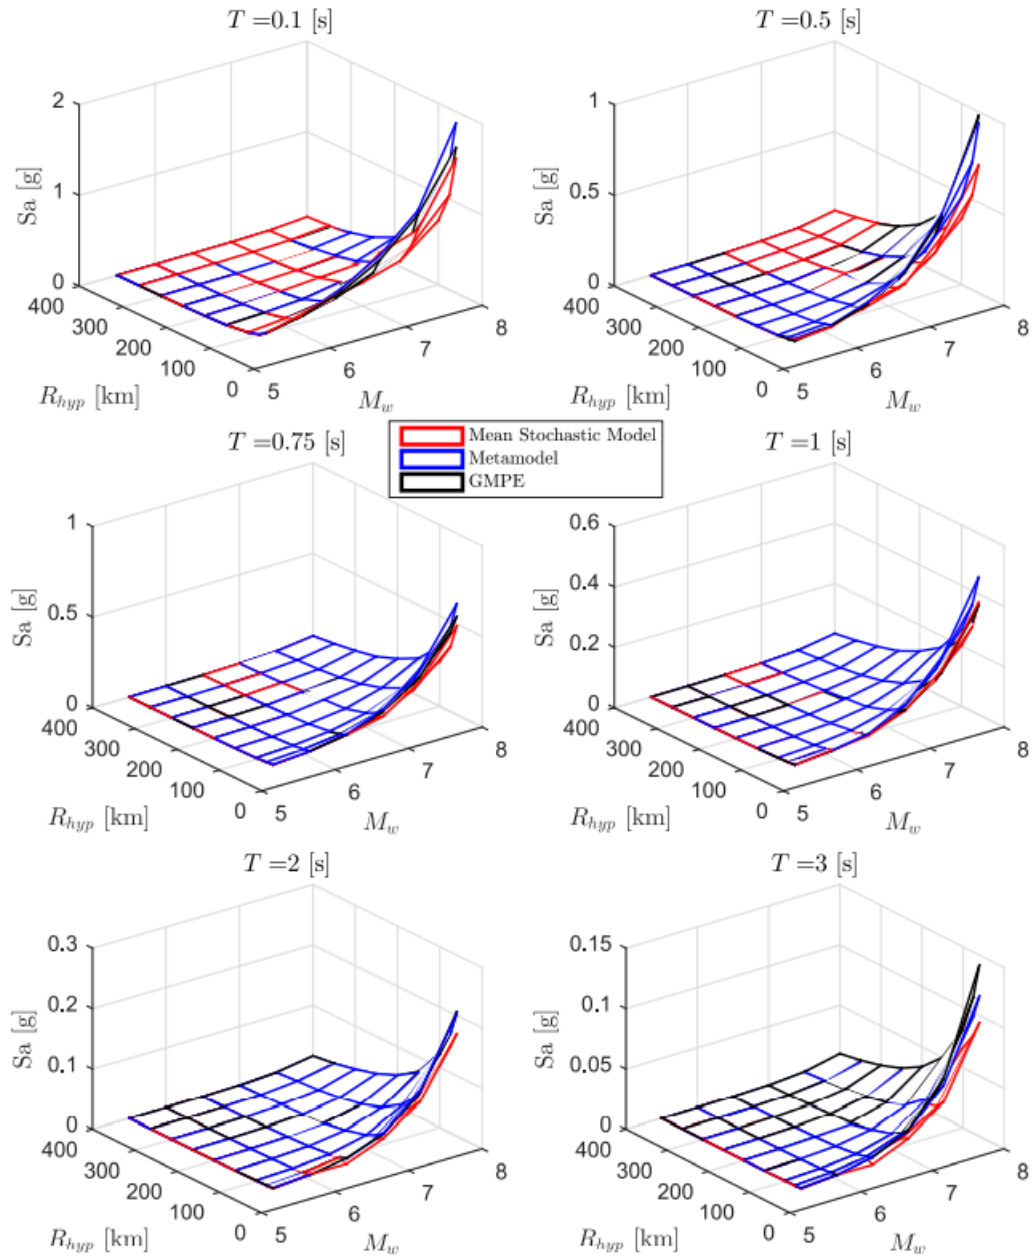 T =0.1 [s]
T =0.5 [s]
2
1
0
Sa [g]
400
300
200
100
0
R_hyp [km]
5
6
7
8
M_w
1
0.5
0
Sa [g]
400
300
200
100
0
R_hyp [km]
5
6
7
8
M_w
Mean Stochastic Model
Metamodel
GMPE
T =0.75 [s]
T =1 [s]
1
0.5
0
Sa [g]
400
300
200
100
0
R_hyp [km]
5
6
7
8
M_w
0.6
0.4
0.2
0
Sa [g]
400
300
200
100
0
R_hyp [km]
5
6
7
8
M_w
T =2 [s]
T =3 [s]
0.3
0.2
0.1
0
Sa [g]
400
300
200
100
0
R_hyp [km]
5
6
7
8
M_w
0.15
0.1
0.05
0
Sa [g]
400
300
200
100
0
R_hyp [km]
5
6
7
8
M_w